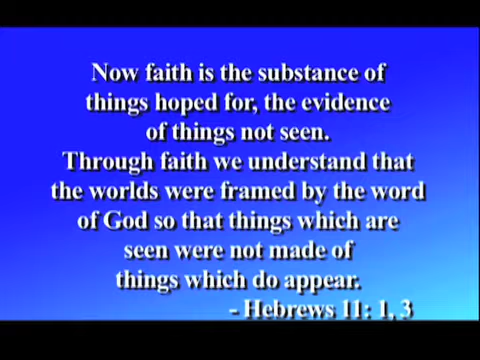 Now faith is the substance of
things hoped for, the evidence
of things not seen.
Through faith we understand that
the worlds were framed by the word
of God so that things which are
seen were not made of
things which do appear.
- Hebrews 11: 1, 3